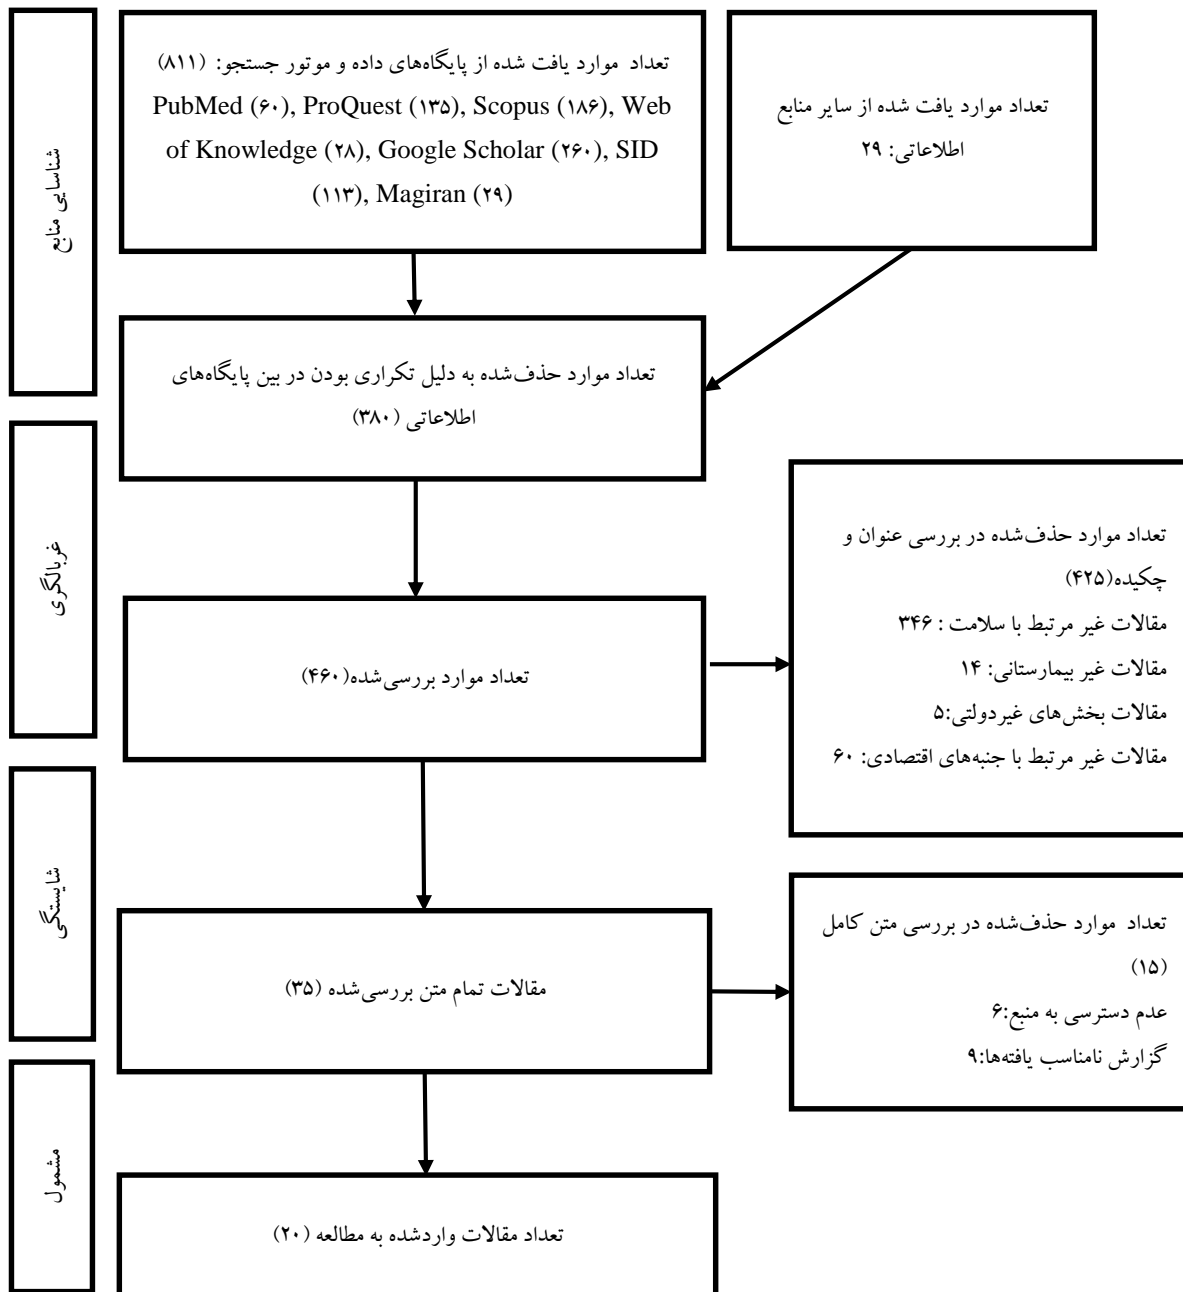 شناسایی منابع
تعداد موارد یافت شده از پایگاه‌های داده و موتور جستجو: (۸۱۱)
PubMed (۶۰), ProQuest (۱۳۵), Scopus (۱۸۶), Web
of Knowledge (۲۸), Google Scholar (۲۶۰), SID
(۱۱۳), Magiran (۲۹)
تعداد موارد یافت شده از سایر منابع
اطلاعاتی: ۲۹
تعداد موارد حذف‌شده به دلیل تکراری بودن در بین پایگاه‌های
اطلاعاتی (۳۸۰)
غربالگری
تعداد موارد بررسی‌شده(۴۶۰)
تعداد موارد حذف‌شده در بررسی عنوان و
چکیده(۴۲۵)
مقالات غیر مرتبط با سلامت : ۳۴۶
مقالات غیر بیمارستانی: ۱۴
مقالات بخش‌های غیردولتی:۵
مقالات غیر مرتبط با جنبه‌های اقتصادی: ۶۰
شایستگی
مقالات تمام متن بررسی‌شده (۳۵)
تعداد موارد حذف‌شده در بررسی متن کامل
(۱۵)
عدم دسترسی به منبع:۶
گزارش نامناسب یافته‌ها:۹
مشمول
تعداد مقالات واردشده به مطالعه (۲۰)